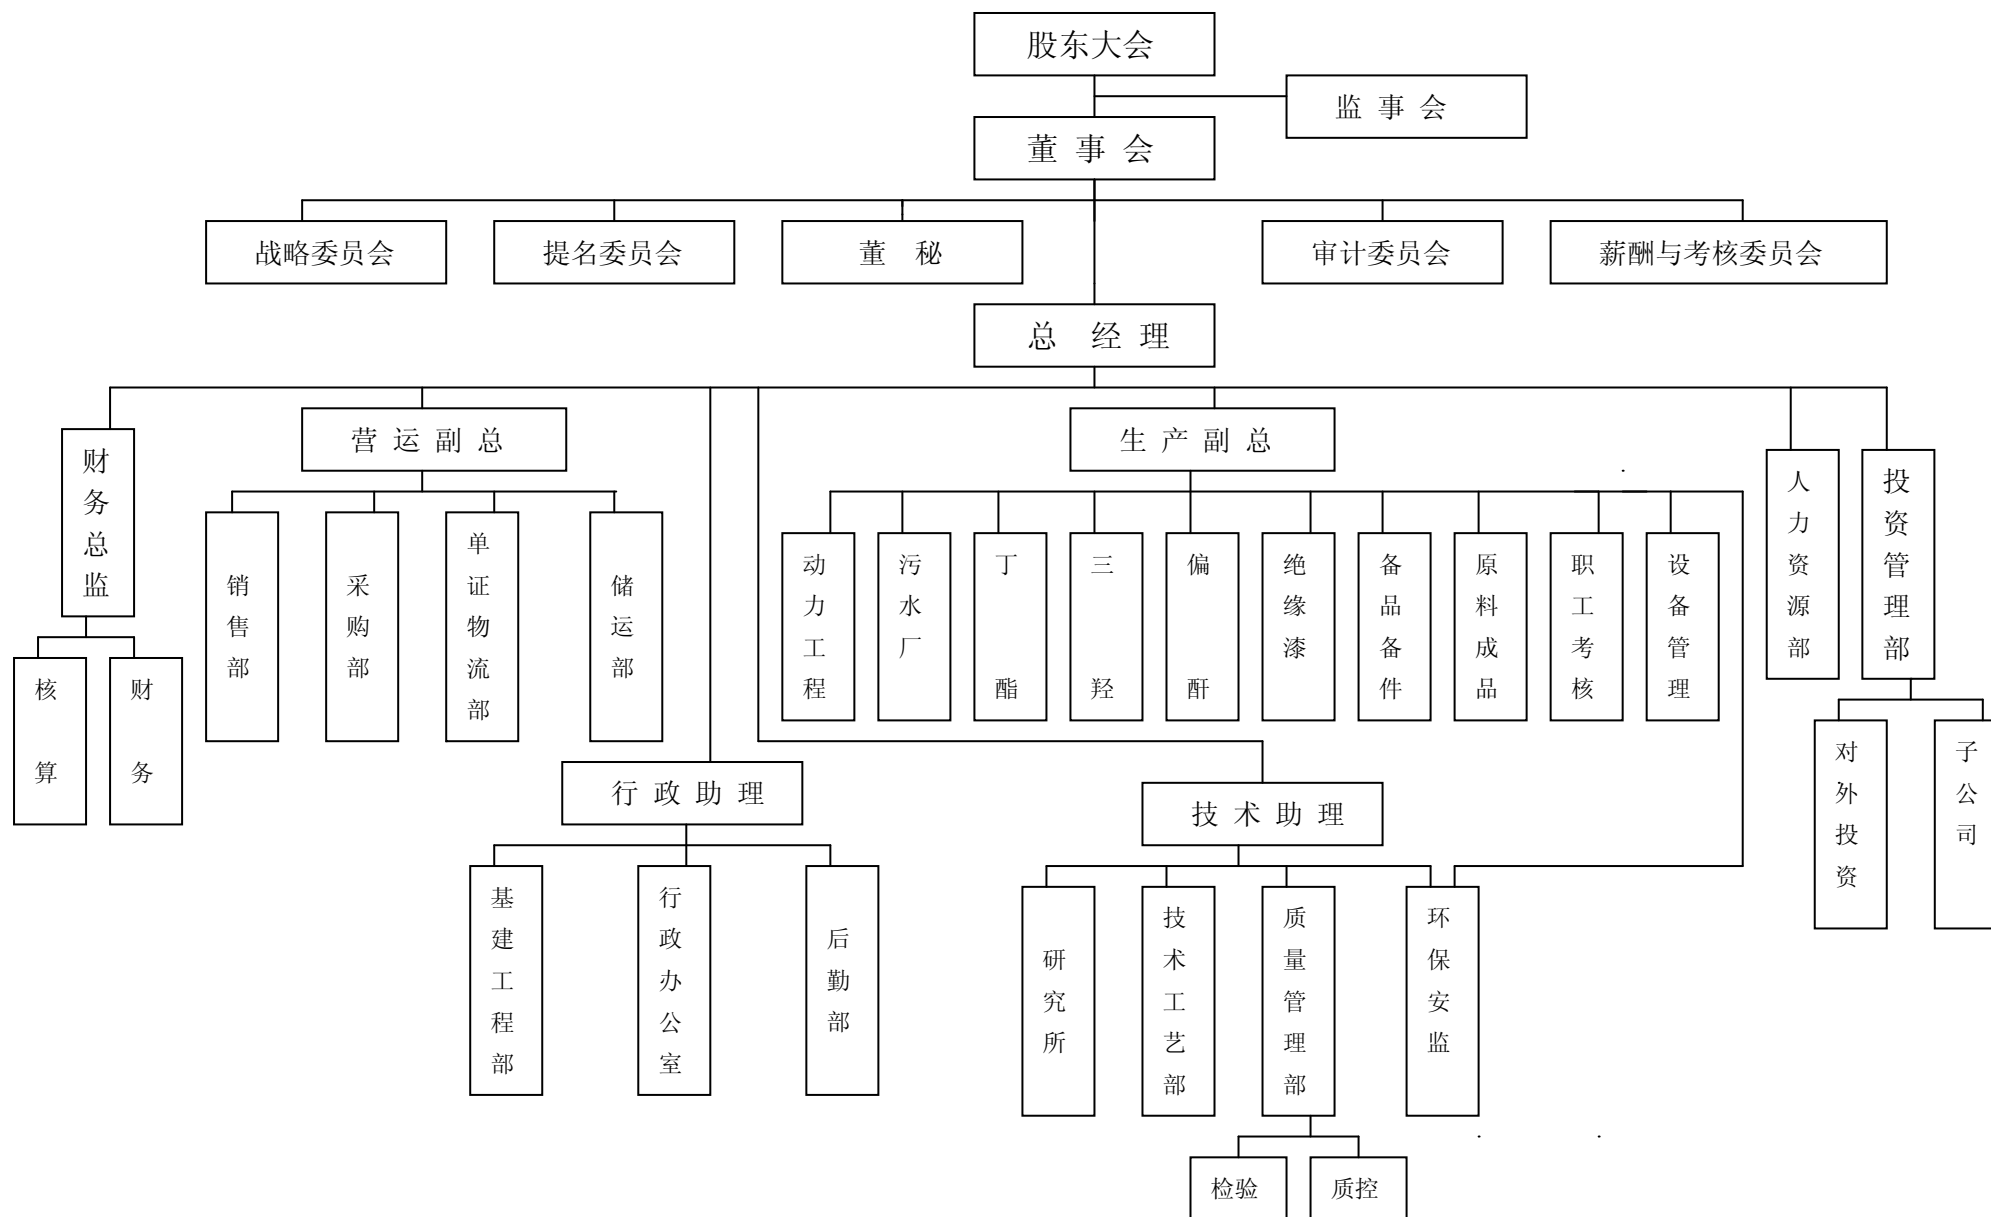 股东大会
监 事 会
董 事 会
战略委员会
提名委员会
董 秘
审计委员会
薪酬与考核委员会
总 经 理
财务总监
营 运 副 总
生 产 副 总
人力资源部
投资管理部
核算
财务
销售部
采购部
单证物流部
储运部
动力工程
污水厂
丁酯
三羟
偏酐
绝缘漆
备品备件
原料成品
职工考核
设备管理
对外投资
子公司
行 政 助 理
技 术 助 理
基建工程部
行政办公室
后勤部
研究所
技术工艺部
质量管理部
环保安监
检验
质控